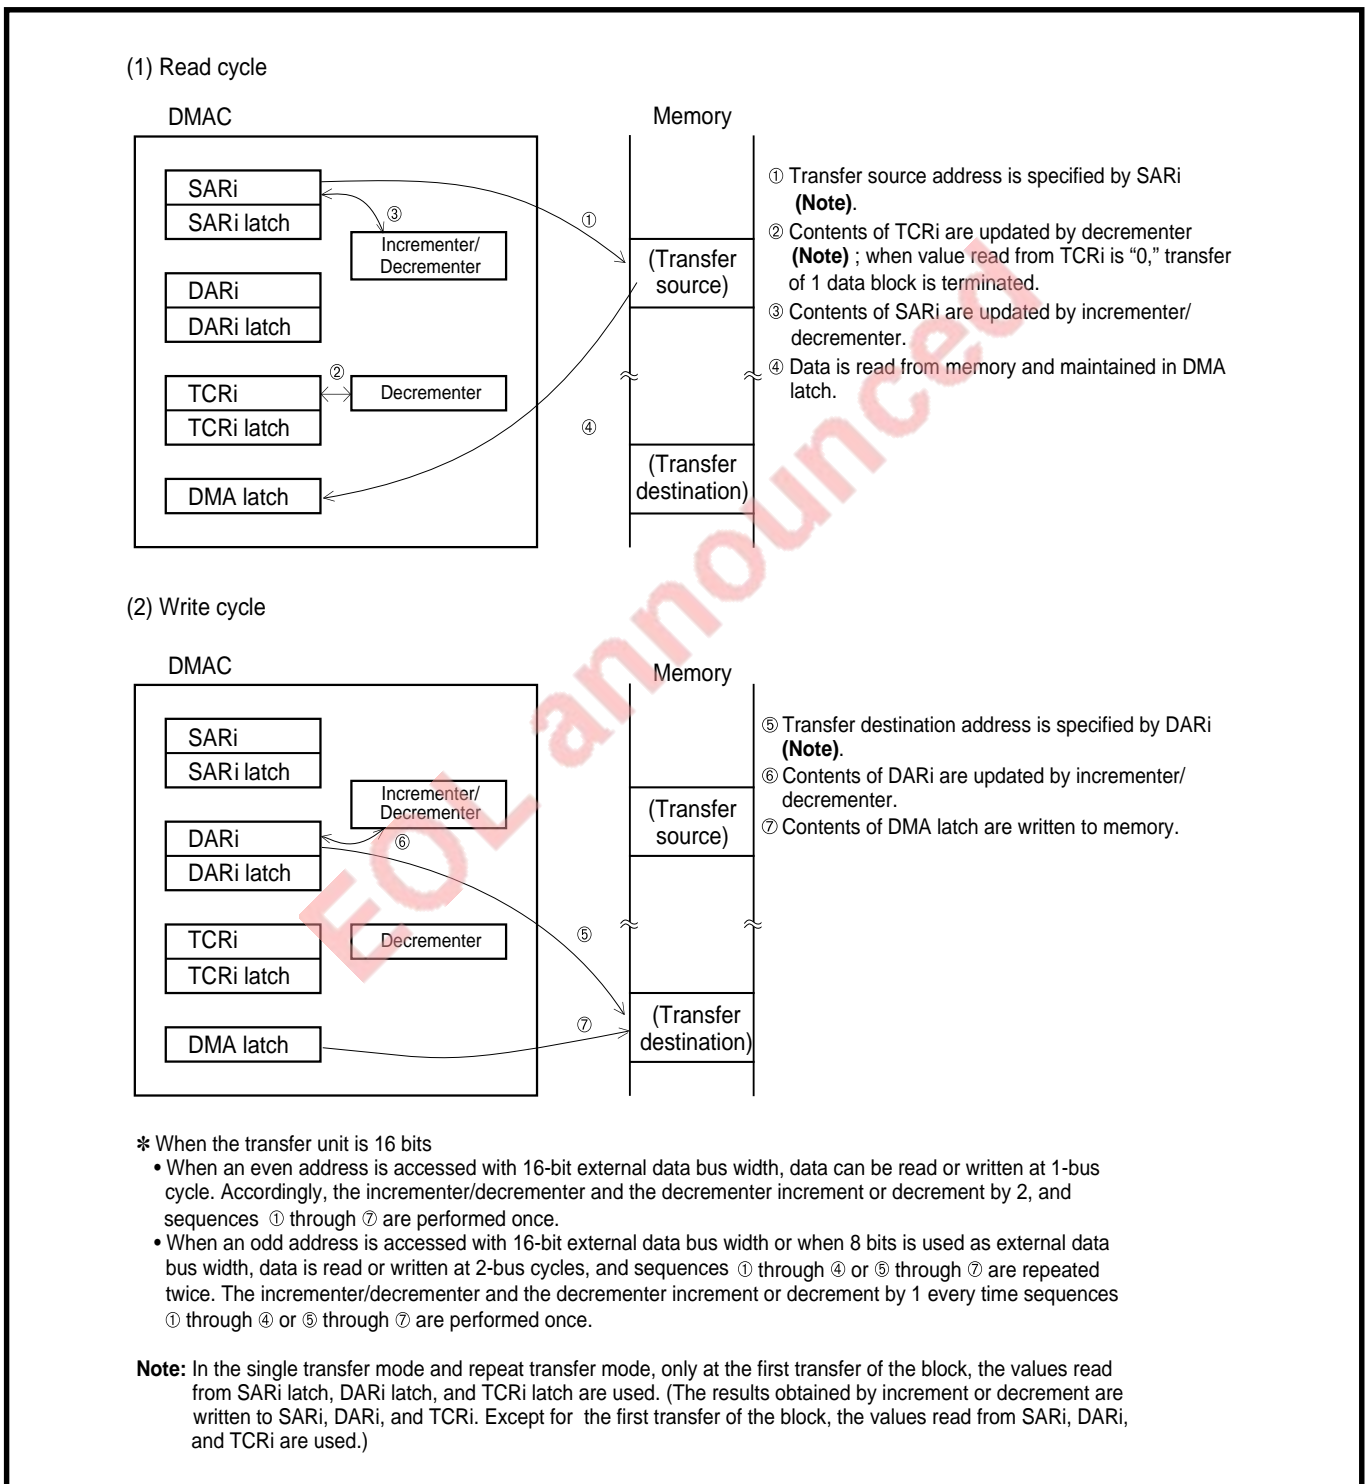 (1) Read cycle
DMAC
Memory
SARi
SARi latch
③
Incrementer/
Decrementer
①
DARi
DARi latch
②
TCRi
Decrementer
TCRi latch
④
DMA latch
(Transfer
source)
(Transfer
destination)
① Transfer source address is specified by SARi
(Note).
② Contents of TCRi are updated by decrementer
(Note) ; when value read from TCRi is “0,” transfer
of 1 data block is terminated.
③ Contents of SARi are updated by incrementer/
decrementer.
④ Data is read from memory and maintained in DMA
latch.
(2) Write cycle
DMAC
Memory
SARi
SARi latch
Incrementer/
Decrementer
DARi
⑥
DARi latch
TCRi
Decrementer
⑤
TCRi latch
DMA latch
⑦
(Transfer
source)
(Transfer
destination)
⑤ Transfer destination address is specified by DARi
(Note).
⑥ Contents of DARi are updated by incrementer/
decrementer.
⑦ Contents of DMA latch are written to memory.
✽ When the transfer unit is 16 bits
• When an even address is accessed with 16-bit external data bus width, data can be read or written at 1-bus
cycle. Accordingly, the incrementer/decrementer and the decrementer increment or decrement by 2, and
sequences ① through ⑦ are performed once.
• When an odd address is accessed with 16-bit external data bus width or when 8 bits is used as external data
bus width, data is read or written at 2-bus cycles, and sequences ① through ④ or ⑤ through ⑦ are repeated
twice. The incrementer/decrementer and the decrementer increment or decrement by 1 every time sequences
① through ④ or ⑤ through ⑦ are performed once.
Note: In the single transfer mode and repeat transfer mode, only at the first transfer of the block, the values read
from SARi latch, DARi latch, and TCRi latch are used. (The results obtained by increment or decrement are
written to SARi, DARi, and TCRi. Except for the first transfer of the block, the values read from SARi, DARi,
and TCRi are used.)
EOL announced